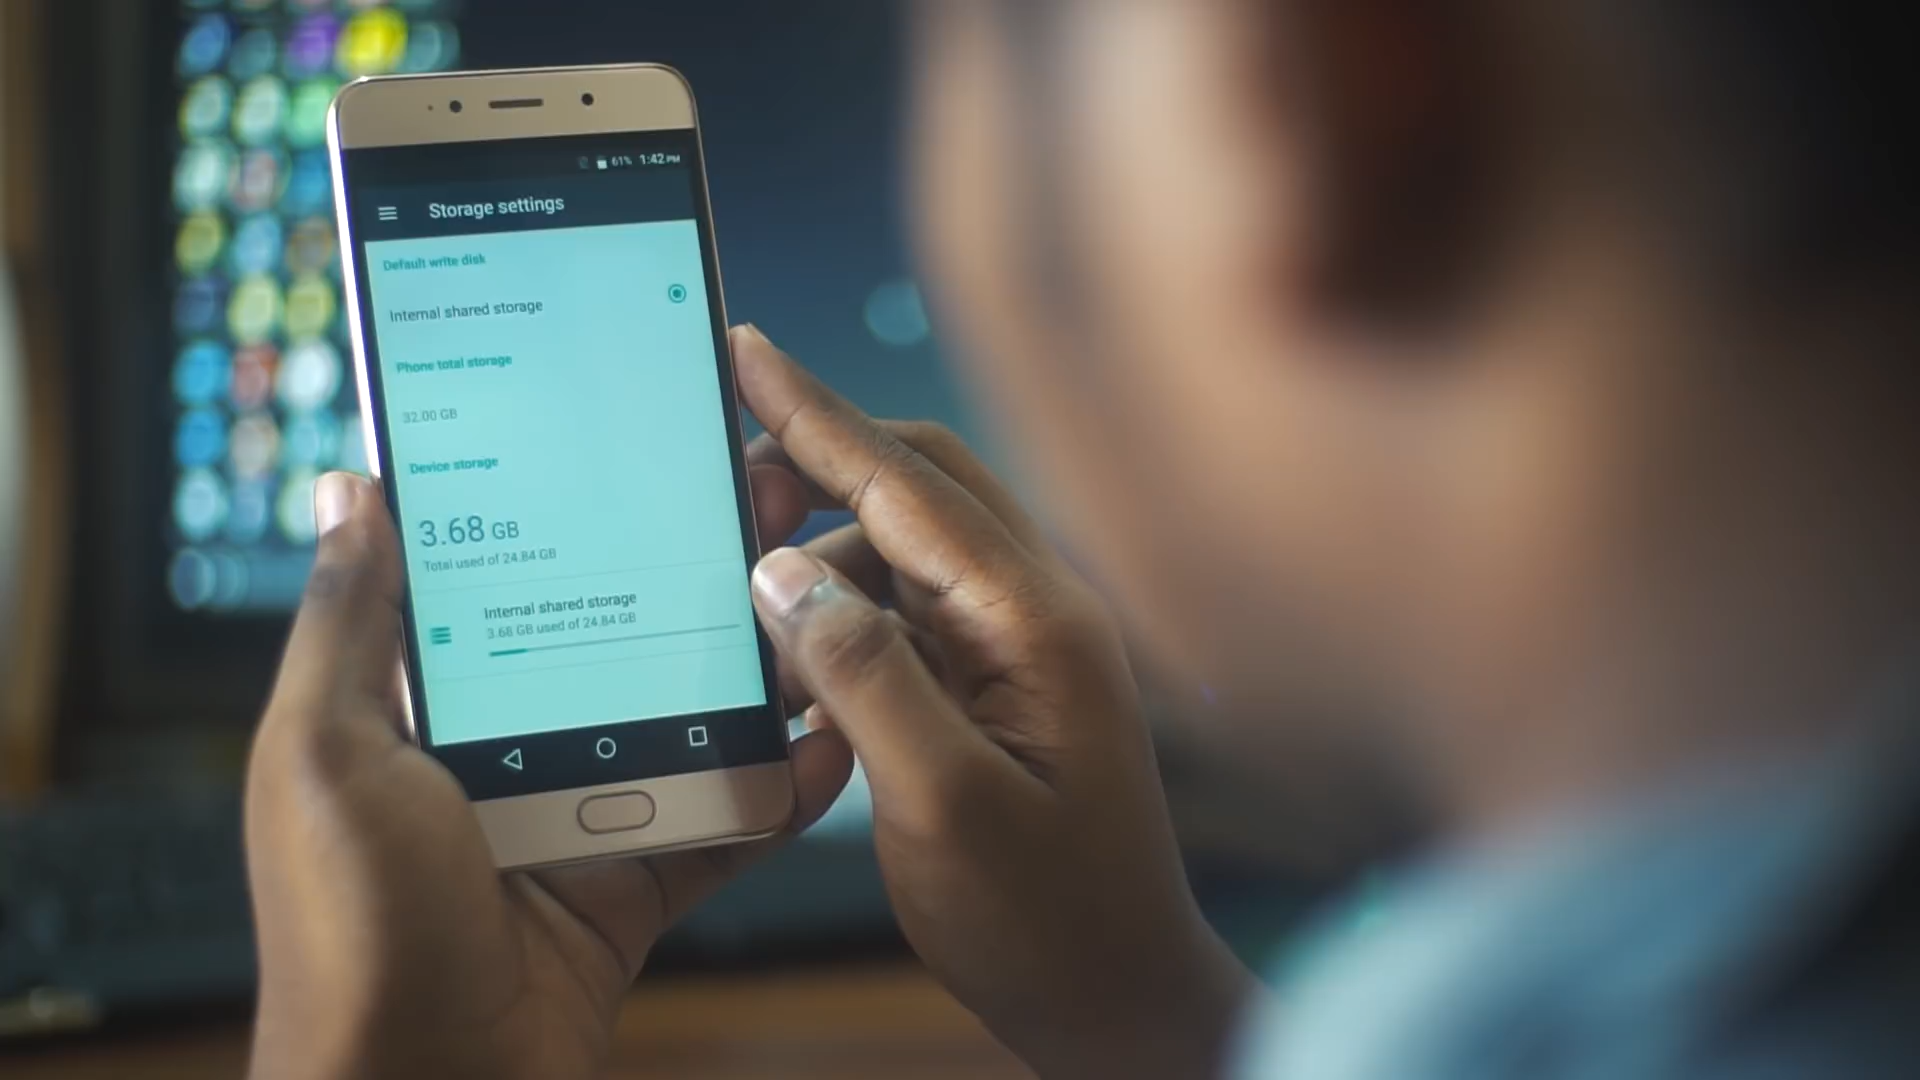 61% 1:42 PM
Storage settings
Default write disk
Internal shared storage
Phone total storage
32.00 GB
Device storage
3.68 GB
Total used of 24.84 GB
Internal shared storage
3.68 GB used of 24.84 GB